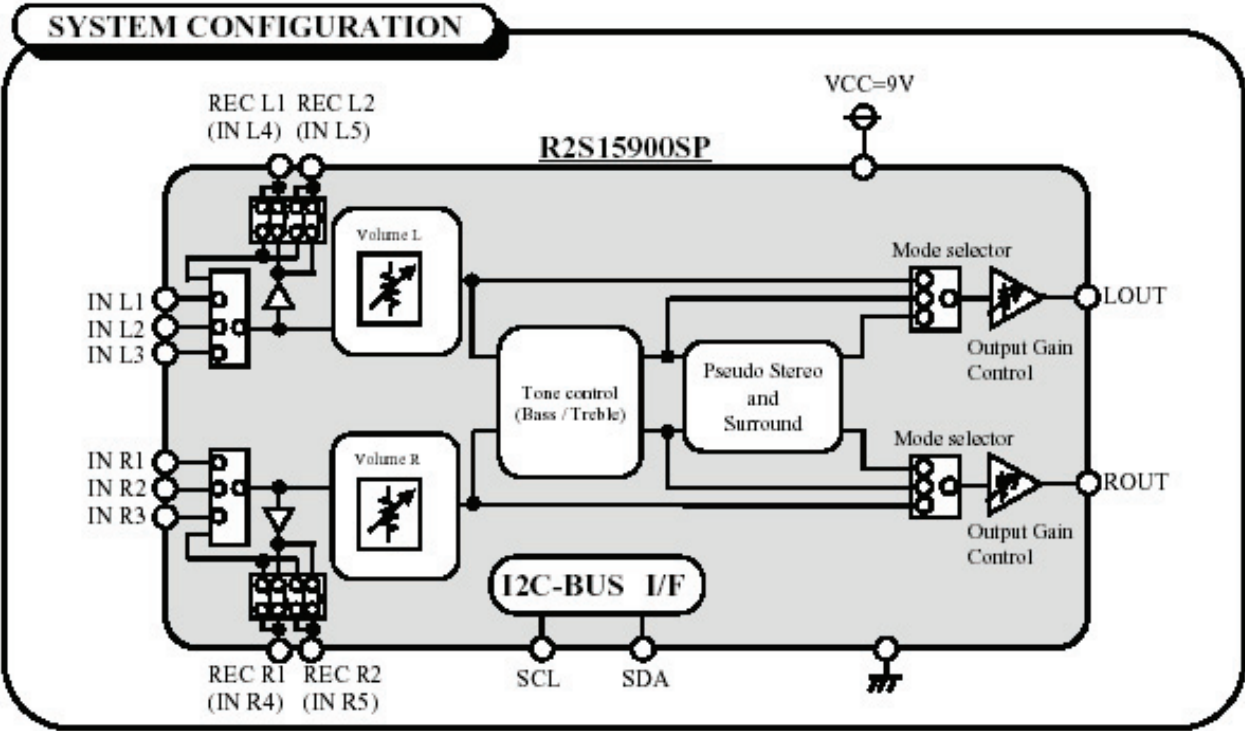 SYSTEM CONFIGURATION
VCC=9V
REC L1 REC L2
(IN L4) (IN L5)
R2S15900SP
Volume L
Mode selector
IN L1
IN L2
IN L3
LOUT
Output Gain
Control
Tone control
(Bass / Treble)
Pseudo Stereo
and
Surround
Mode selector
IN R1
IN R2
IN R3
Volume R
ROUT
Output Gain
Control
I2C-BUS I/F
REC R1 REC R2
(IN R4) (IN R5)
SCL
SDA